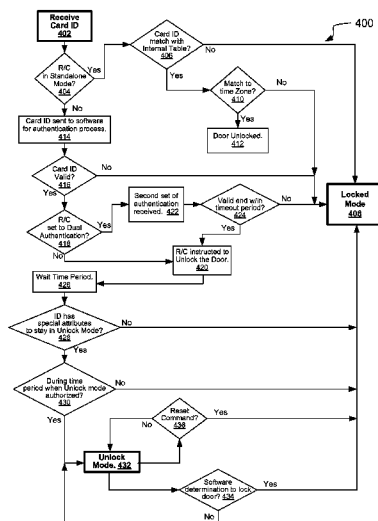 Receive
Card ID
402
400
Card ID
match with
Internal Table?
406
No
Yes
R/C
in Standalone
Mode?
404
Yes
No
Match to
time Zone?
410
No
Yes
Card ID sent to software
for authentication process.
414
Door Unlocked.
412
Card ID
Valid?
416
No
Yes
Locked
Mode
408
Second set of
authentication
received. 422
Valid and w/in
timeout period?
424
No
Yes
R/C
set to Dual
Authentication?
418
Yes
No
R/C instructed to
Unlock the Door.
420
Wait Time Period.
426
ID has
special attributes
to stay in Unlock Mode?
428
No
Yes
During time
period when Unlock mode
authorized?
430
No
Yes
Reset
Command?
436
Yes
No
Unlock
Mode. 432
Software
determination to lock
door? 434
Yes
No